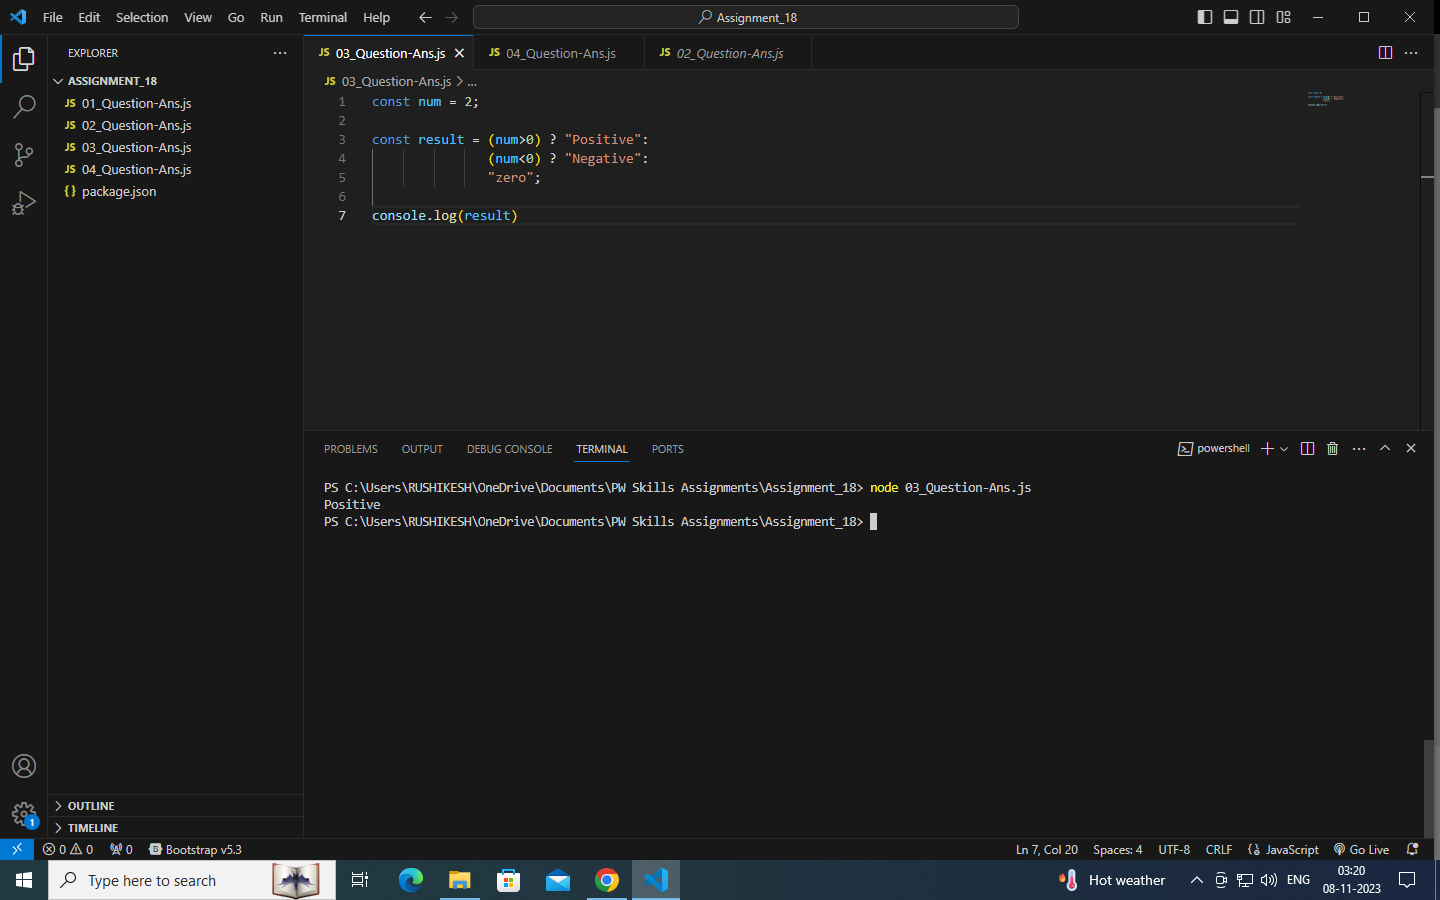 File Edit Selection View Go Run Terminal Help
Assignment_18
EXPLORER
ASSIGNMENT_18
JS 01_Question-Ans.js
JS 02_Question-Ans.js
JS 03_Question-Ans.js
JS 04_Question-Ans.js
{} package.json
OUTLINE
TIMELINE
JS 03_Question-Ans.js
JS 04_Question-Ans.js
JS 02_Question-Ans.js
JS 03_Question-Ans.js > ...
1 const num = 2;
2
3 const result = (num>0) ? "Positive":
4 (num<0) ? "Negative":
5 "zero";
6
7 console.log(result)
PROBLEMS OUTPUT DEBUG CONSOLE TERMINAL PORTS
powershell
PS C:\Users\RUSHIKESH\OneDrive\Documents\PW Skills Assignments\Assignment_18> node 03_Question-Ans.js
Positive
PS C:\Users\RUSHIKESH\OneDrive\Documents\PW Skills Assignments\Assignment_18>
1
0 0 0 Bootstrap v5.3
Ln 7, Col 20 Spaces: 4 UTF-8 CRLF JavaScript Go Live
Type here to search
Hot weather
ENG
03:20
08-11-2023